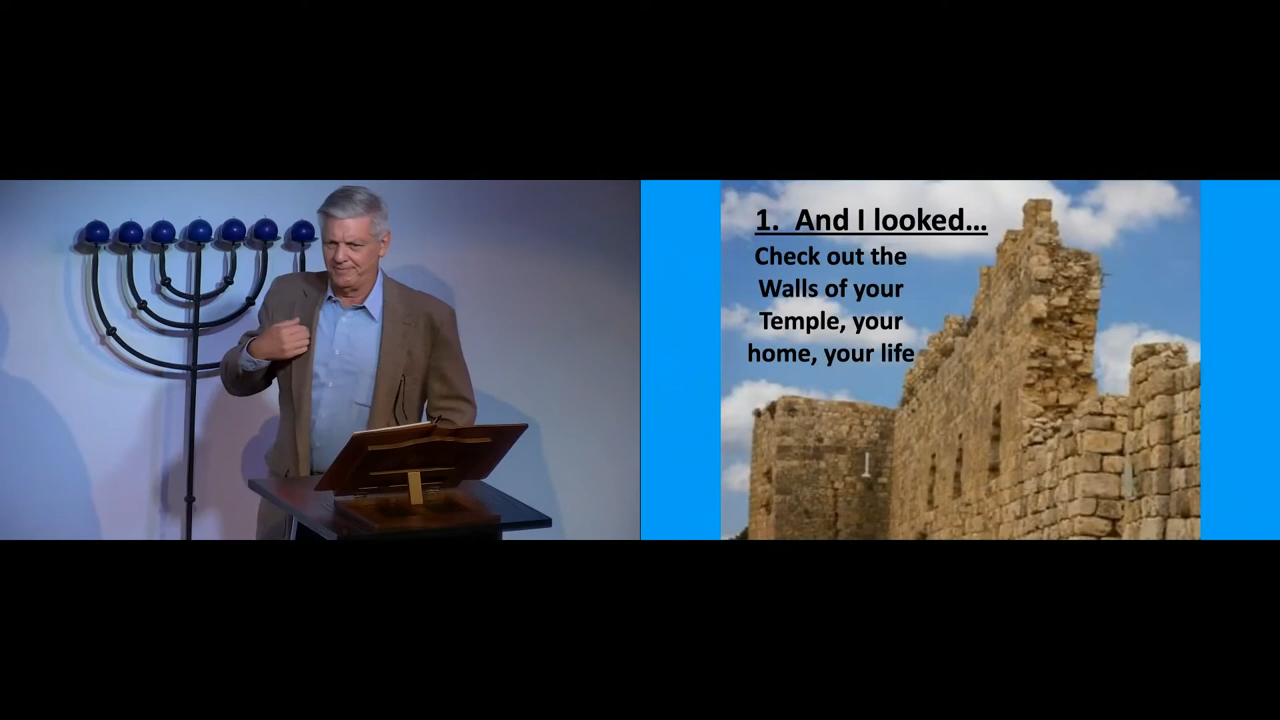 1. And I looked...
Check out the
Walls of your
Temple, your
home, your life